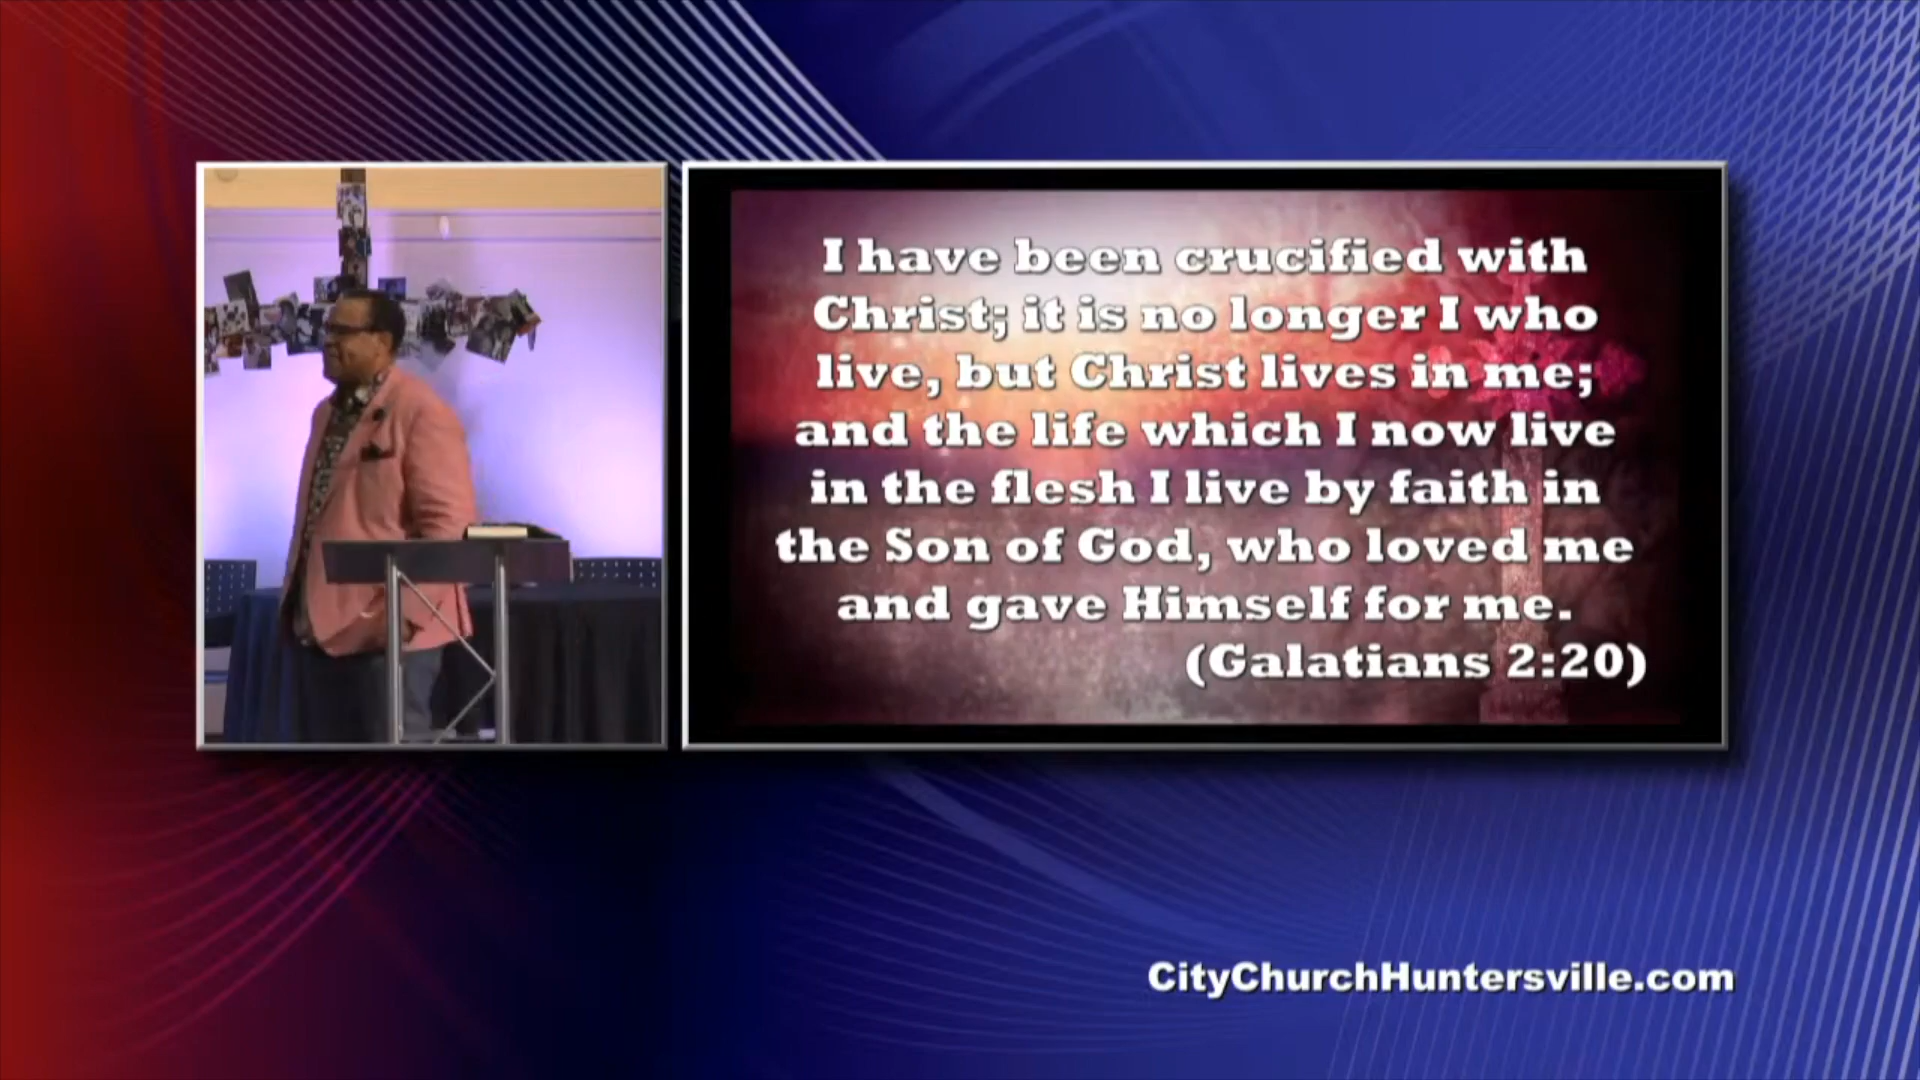 I have been crucified with
Christ; it is no longer I who
live, but Christ lives in me;
and the life which I now live
in the flesh I live by faith in
the Son of God, who loved me
and gave Himself for me.
(Galatians 2:20)
CityChurchHuntersville.com